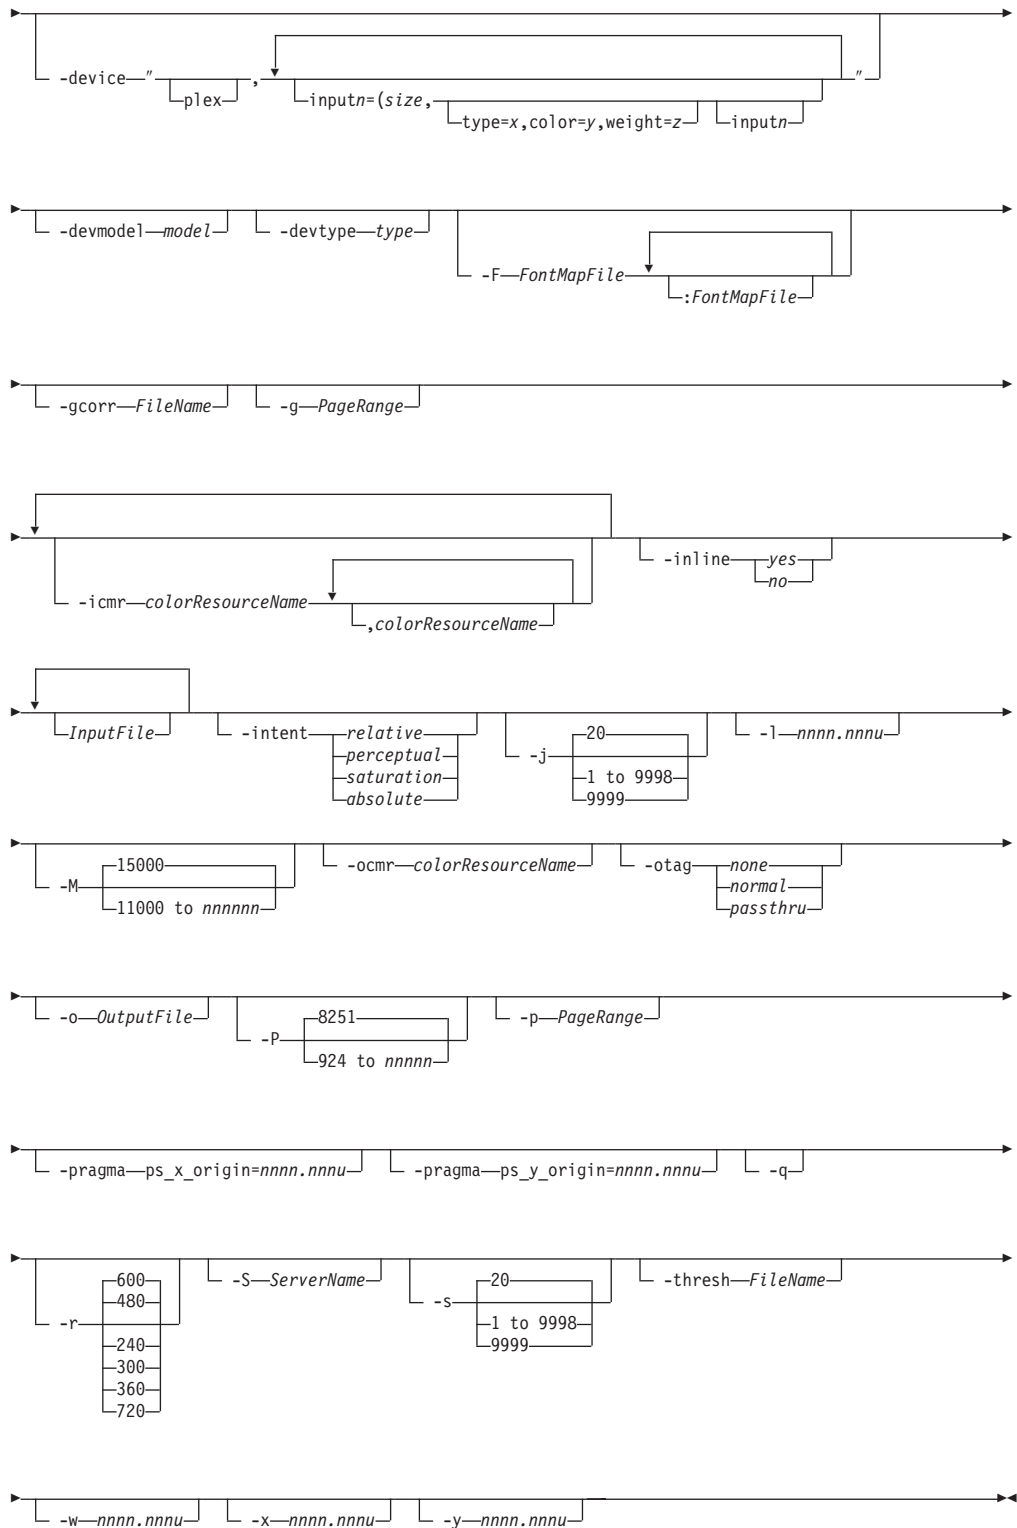 -device " plex , inputn=(size, type=x,color=y,weight=z inputn "
-devmodel model -devtype type -F FontMapFile :FontMapFile
-gcorr FileName -g PageRange
-icmr colorResourceName ,colorResourceName -inline yes
no
InputFile -intent relative
perceptual
saturation
absolute
-j 20
1 to 9998
9999
-l nnnn.nnnu
-M 15000
11000 to nnnnnn
-ocmr colorResourceName -otag none
normal
passthru
-o OutputFile -P 8251
924 to nnnnn
-p PageRange
-pragma ps_x_origin=nnnn.nnnu -pragma ps_y_origin=nnnn.nnnu -q
-r 600
480
240
300
360
720
-S ServerName -s 20
1 to 9998
9999
-thresh FileName
-w nnnn.nnnu -x nnnn.nnnu -y nnnn.nnnu